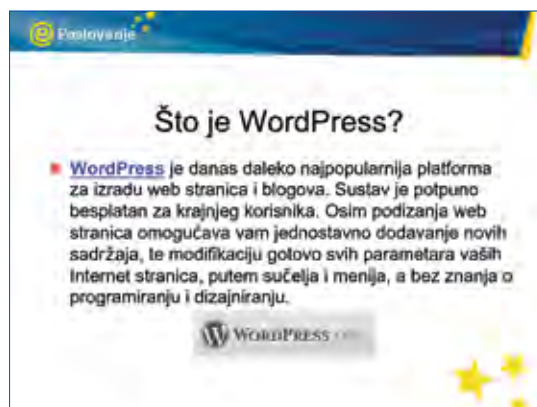 e Poslovanje
Što je WordPress?
WordPress je danas daleko najpopularnija platforma
za izradu web stranica i blogova. Sustav je potpuno
besplatan za krajnjeg korisnika. Osim podizanja web
stranica omogućava vam jednostavno dodavanje novih
sadržaja, te modifikaciju gotovo svih parametara vaših
Internet stranica, putem sučelja i menija, a bez znanja o
programiranju i dizajniranju.
WORDPRESS